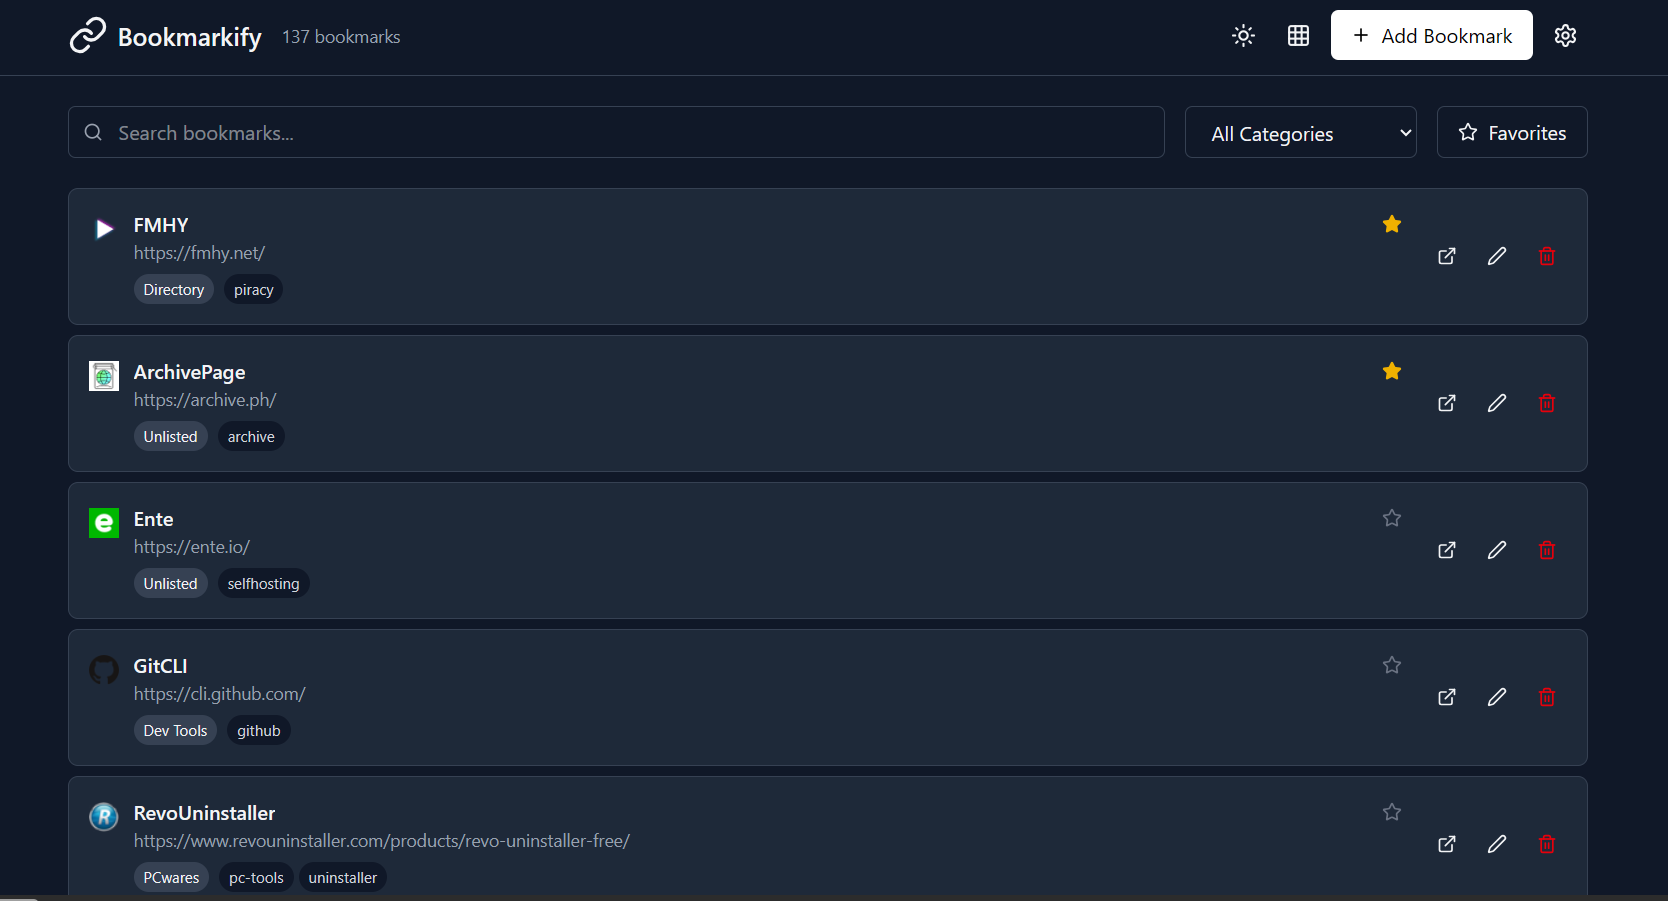 Bookmarkify 137 bookmarks
Add Bookmark
Search bookmarks...
All Categories
Favorites
FMHY
https://fmhy.net/
Directory piracy
ArchivePage
https://archive.ph/
Unlisted archive
e
Ente
https://ente.io/
Unlisted selfhosting
GitCLI
https://cli.github.com/
Dev Tools github
R
RevoUninstaller
https://www.revouninstaller.com/products/revo-uninstaller-free/
PCwares pc-tools uninstaller